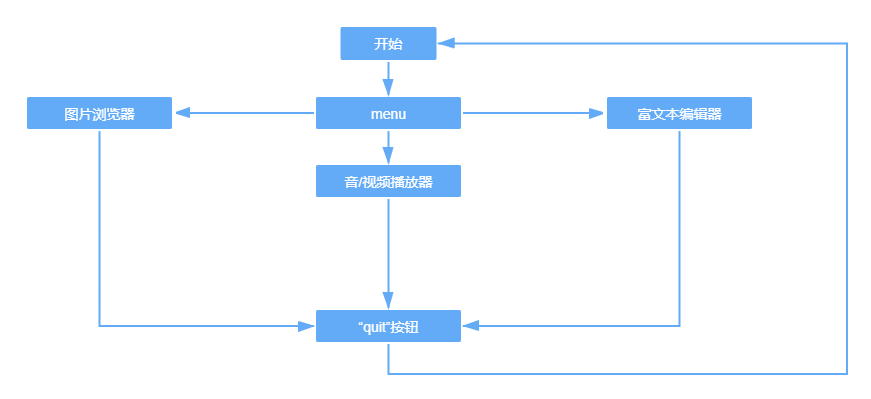 开始
图片浏览器
menu
富文本编辑器
音/视频播放器
“quit”按钮